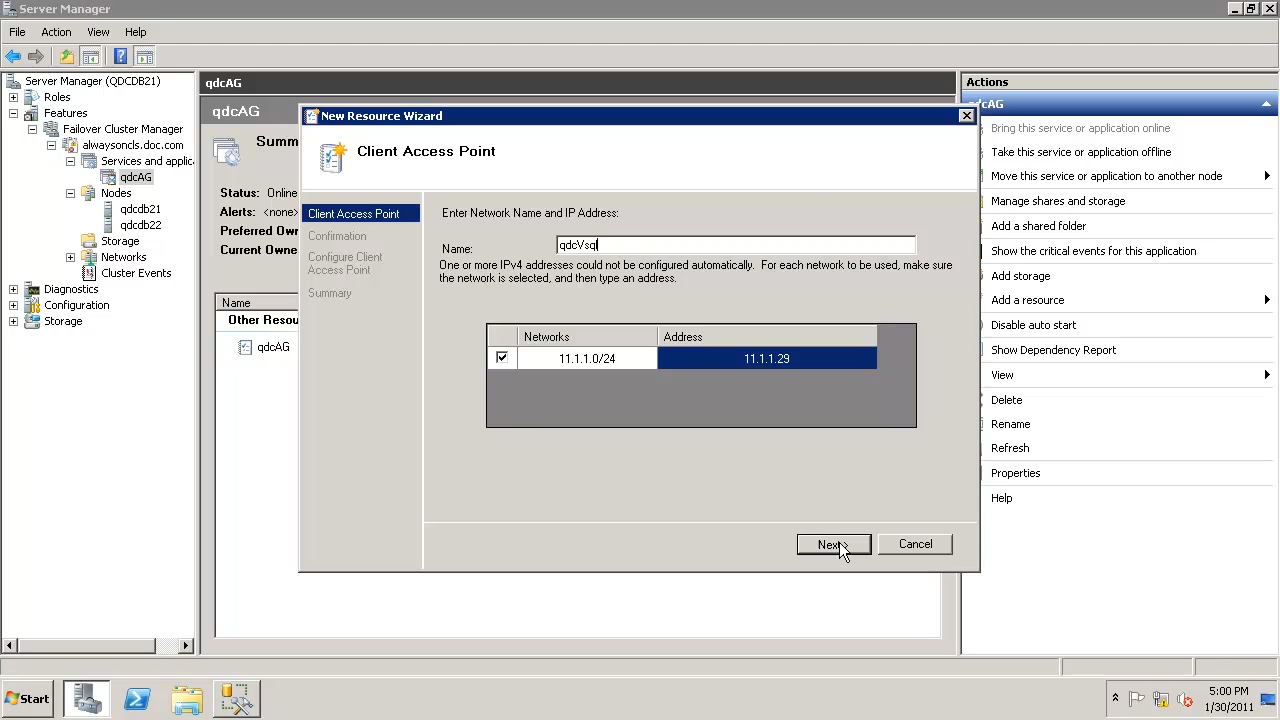 Server Manager
File Action View Help
Server Manager (QDCDB21)
Roles
Features
Failover Cluster Manager
alwaysoncls.doc.com
Services and applic
qdcAG
Nodes
qdcdb21
qdcdb22
Storage
Networks
Cluster Events
Diagnostics
Configuration
Storage
qdcAG
qdcAG
Summ
Status: Online
Alerts: <none>
Preferred Own
Current Owne
Name
Other Resou
qdcAG
New Resource Wizard
Client Access Point
Client Access Point
Confirmation
Configure Client
Access Point
Summary
Enter Network Name and IP Address:
Name: qdcVsql
One or more IPv4 addresses could not be configured automatically. For each network to be used, make sure
the network is selected, and then type an address.
Networks Address
11.1.1.0/24 11.1.1.29
Next > Cancel
Actions
qdcAG
Bring this service or application online
Take this service or application offline
Move this service or application to another node
Manage shares and storage
Add a shared folder
Show the critical events for this application
Add storage
Add a resource
Disable auto start
Show Dependency Report
View
Delete
Rename
Refresh
Properties
Help
Start
5:00 PM
1/30/2011